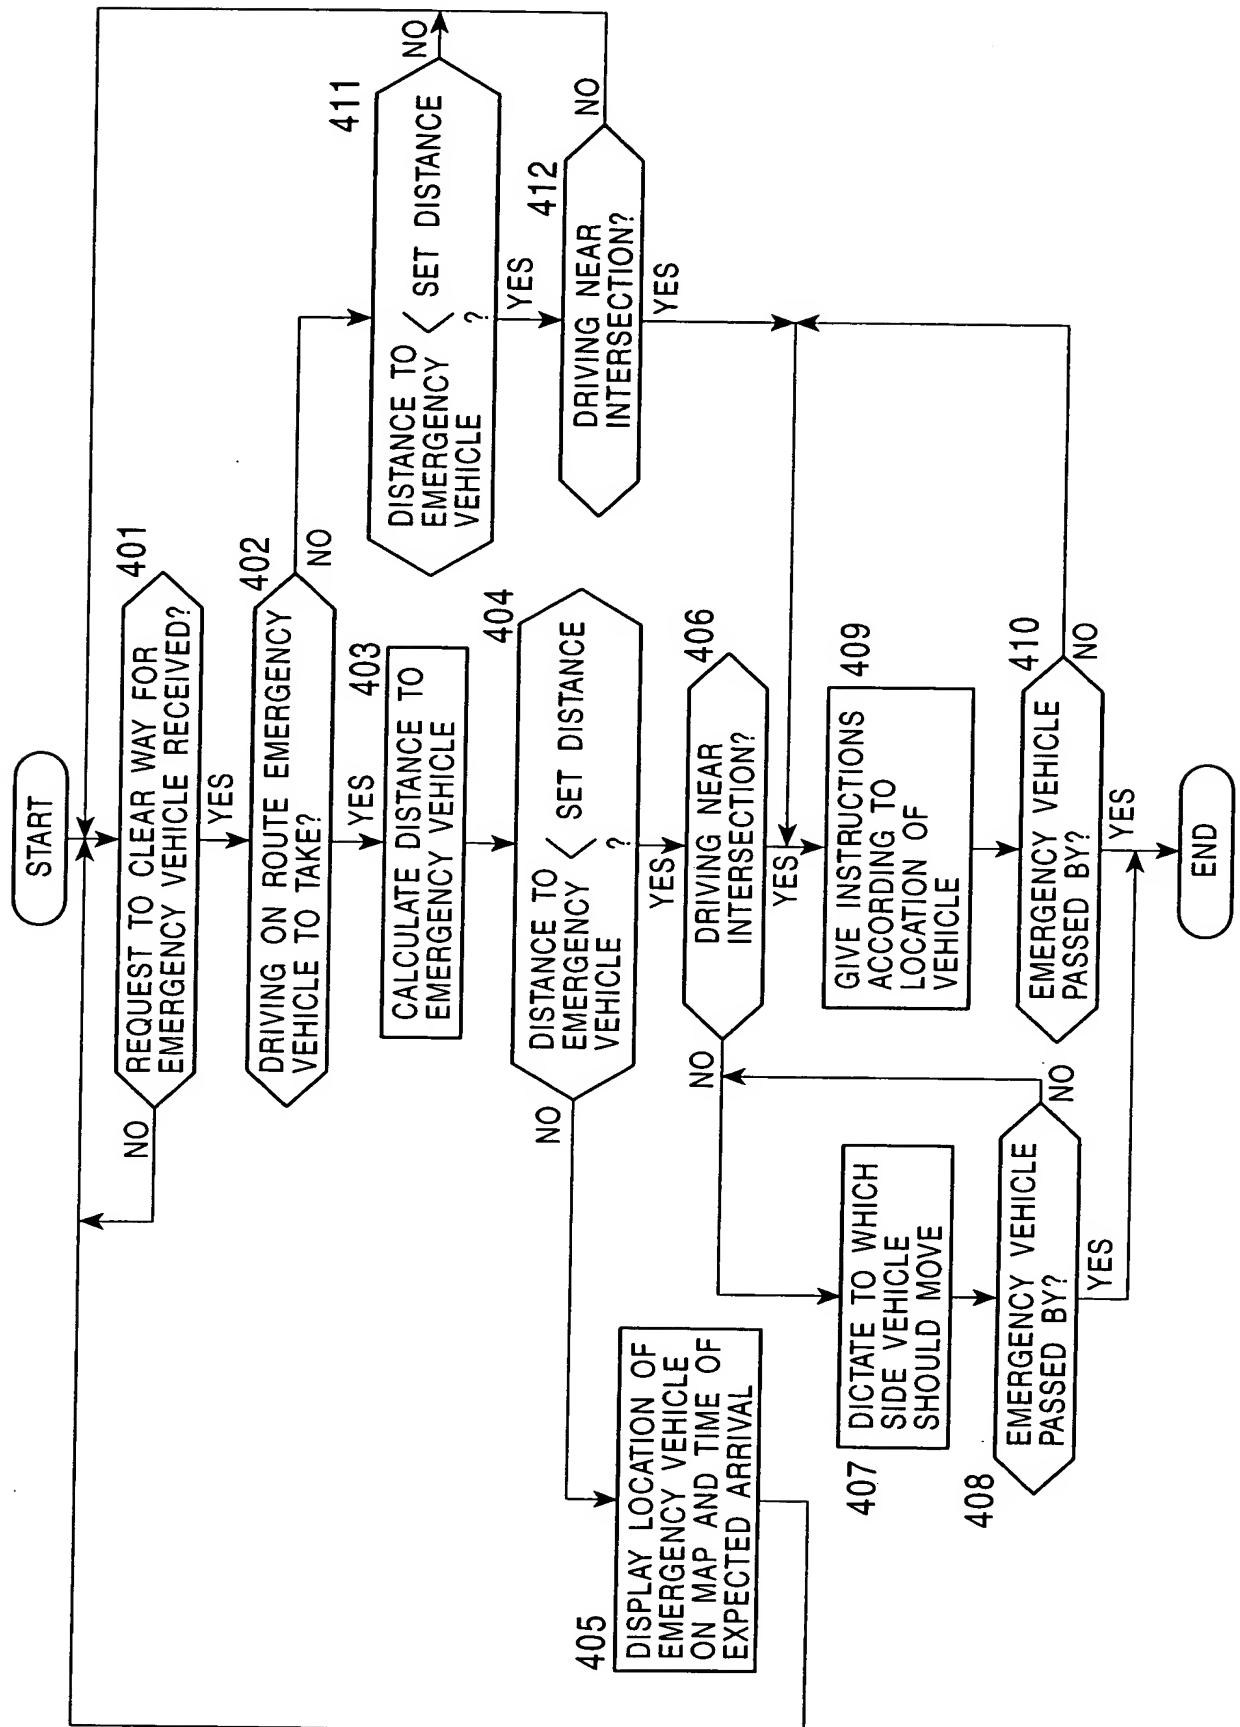 START
401
REQUEST TO CLEAR WAY FOR
EMERGENCY VEHICLE RECEIVED?
NO
YES
402
DRIVING ON ROUTE EMERGENCY
VEHICLE TO TAKE?
NO
YES
403
CALCULATE DISTANCE TO
EMERGENCY VEHICLE
404
DISTANCE TO
EMERGENCY
VEHICLE
< SET DISTANCE
?
NO
YES
405
DISPLAY LOCATION OF
EMERGENCY VEHICLE
ON MAP AND TIME OF
EXPECTED ARRIVAL
406
DRIVING NEAR
INTERSECTION?
NO
YES
407
DICTATE TO WHICH
SIDE VEHICLE
SHOULD MOVE
408
EMERGENCY VEHICLE
PASSED BY?
NO
YES
409
GIVE INSTRUCTIONS
ACCORDING TO
LOCATION OF
VEHICLE
410
EMERGENCY VEHICLE
PASSED BY?
NO
YES
411
DISTANCE TO
EMERGENCY
VEHICLE
< SET DISTANCE
?
NO
YES
412
DRIVING NEAR
INTERSECTION?
NO
YES
END